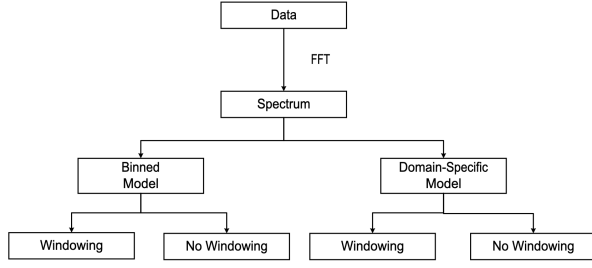 Data
FFT
Spectrum
Binned
Model
Domain-Specific
Model
Windowing
No Windowing
Windowing
No Windowing